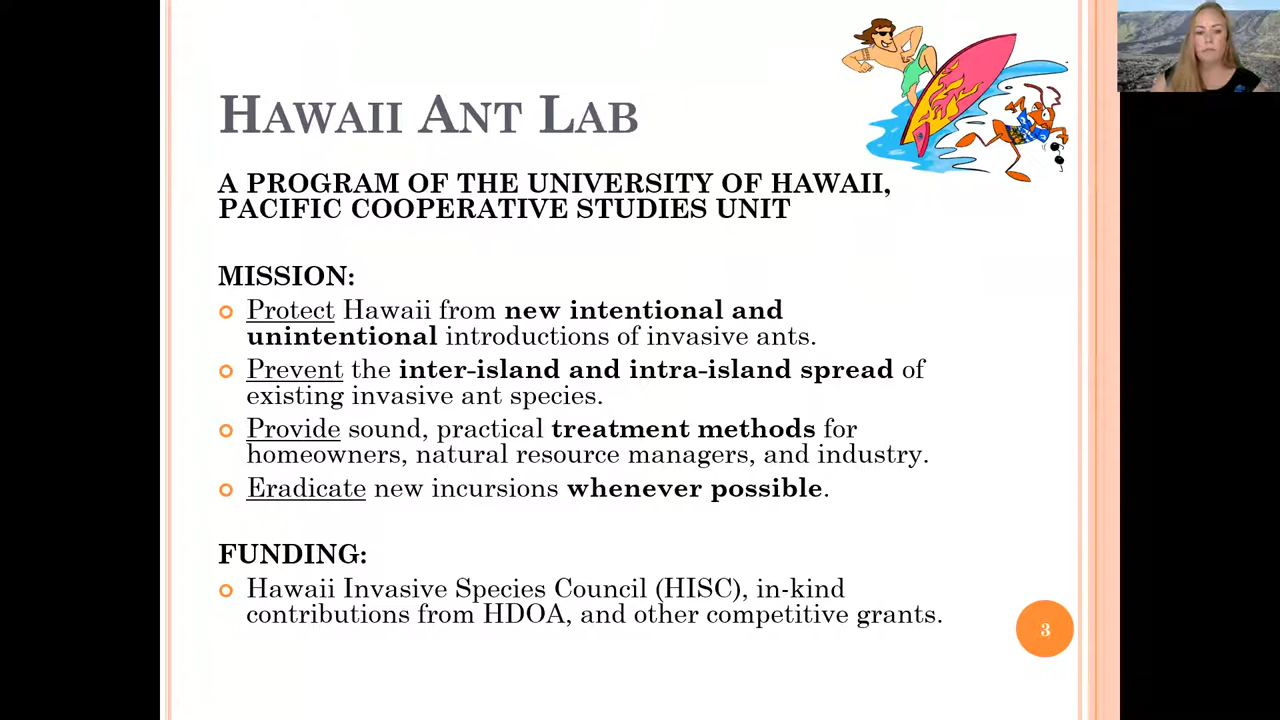 HAWAII ANT LAB
A PROGRAM OF THE UNIVERSITY OF HAWAII,
PACIFIC COOPERATIVE STUDIES UNIT
MISSION:
Protect Hawaii from new intentional and
unintentional introductions of invasive ants.
Prevent the inter-island and intra-island spread of
existing invasive ant species.
Provide sound, practical treatment methods for
homeowners, natural resource managers, and industry.
Eradicate new incursions whenever possible.
FUNDING:
Hawaii Invasive Species Council (HISC), in-kind
contributions from HDOA, and other competitive grants.
3